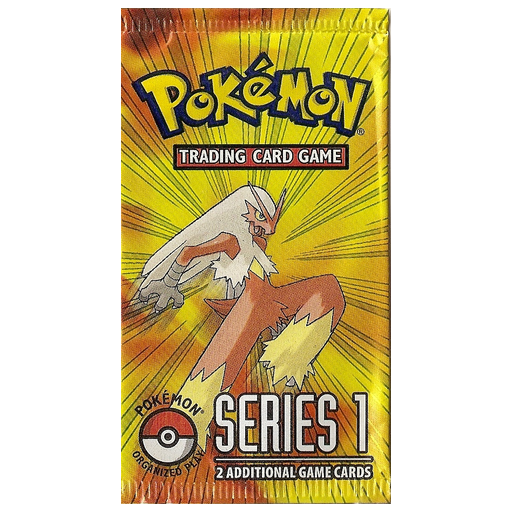 POKéMON®
TRADING CARD GAME
POKÉMON®
ORGANIZED PLAY
SERIES 1
2 ADDITIONAL GAME CARDS